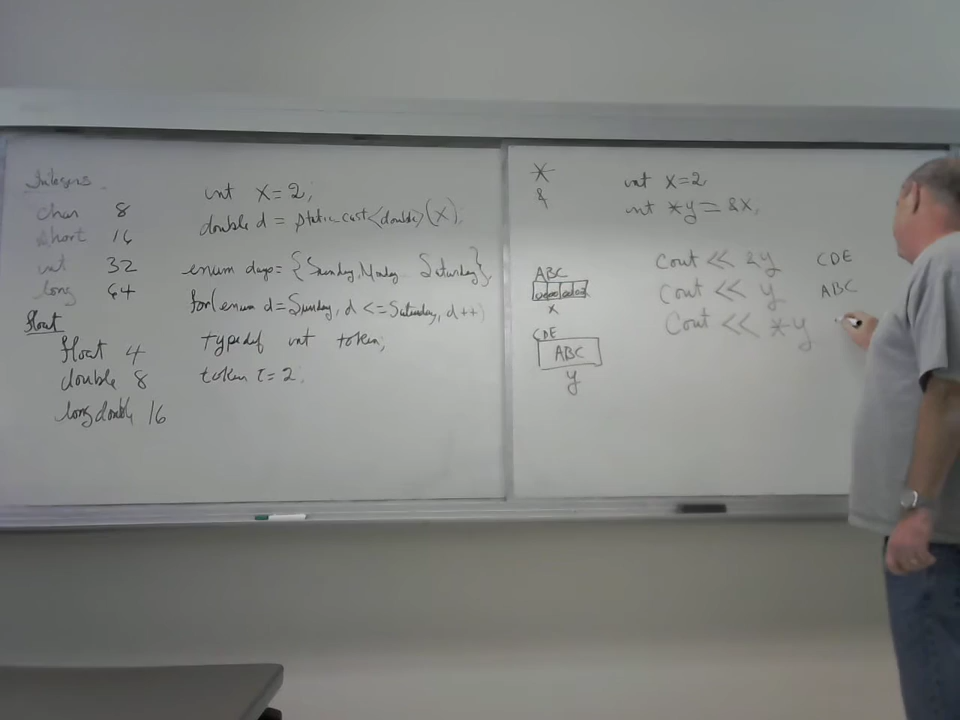 Integers
char 8
short 16
int 32
long 64
float
float 4
double 8
long double 16
int x=2;
double d = static_cast<double>(x);
enum days={Sunday, Monday Saturday},
for(enum d=Sunday, d<=Saturday, d++)
typedef int token;
token t=2.
*
&
ABC
x
CDE
ABC
y
int x=2
int *y=&x,
cout << &y CDE
cout << y ABC
cout << *y